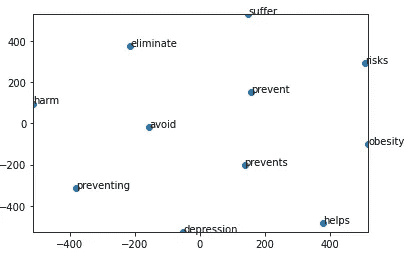 suffer
400
eliminate
risks
200
prevent
harm
0
avoid
obesity
prevents
−200
preventing
−400
helps
depression
−400
−200
0
200
400